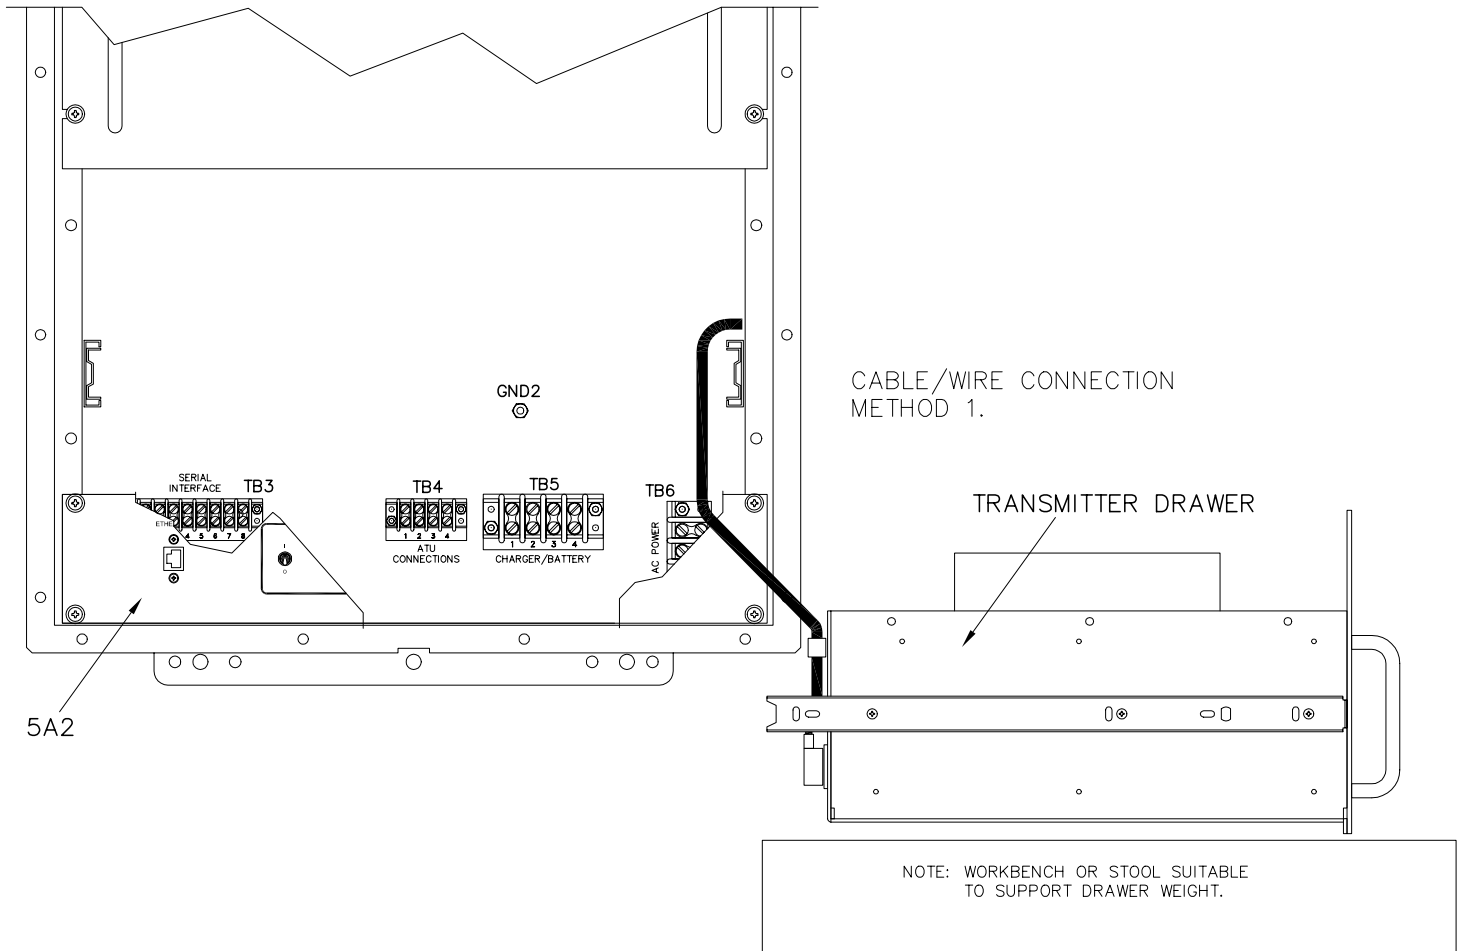 GND2
CABLE/WIRE CONNECTION
METHOD 1.
SERIAL
INTERFACE
TB3
TB4
TB5
TB6
TRANSMITTER DRAWER
ETHE
4 5 6 7 8
1 2 3 4
ATU
CONNECTIONS
1 2 3 4
CHARGER/BATTERY
AC POWER
I
O
5A2
NOTE: WORKBENCH OR STOOL SUITABLE
TO SUPPORT DRAWER WEIGHT.